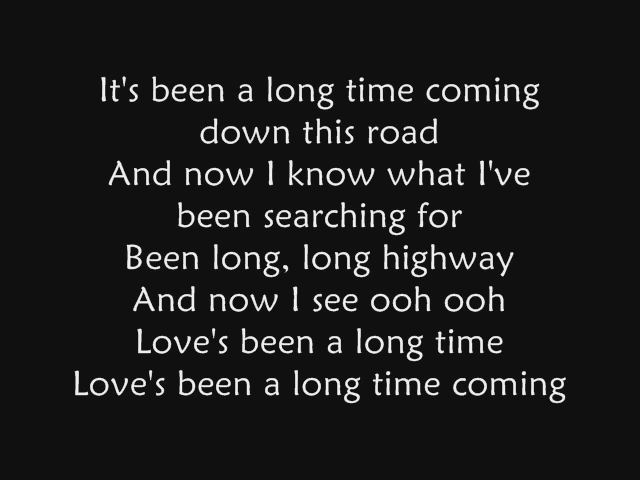 It's been a long time coming
down this road
And now I know what I've
been searching for
Been long, long highway
And now I see ooh ooh
Love's been a long time
Love's been a long time coming